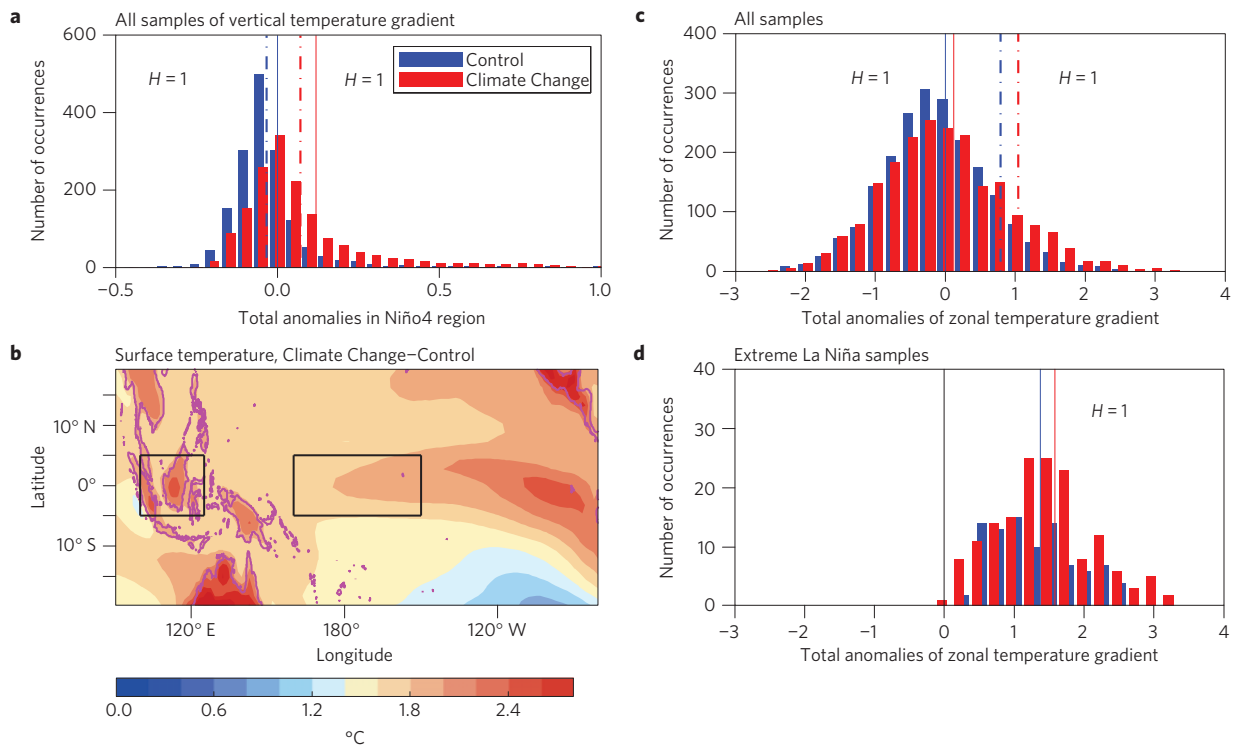 a
All samples of vertical temperature gradient
600
400
200
0
Number of occurrences
H = 1
H = 1
Control
Climate Change
−0.5
0.0
0.5
1.0
Total anomalies in Niño4 region
b
Surface temperature, Climate Change−Control
10° N
0°
10° S
Latitude
120° E
180°
120° W
Longitude
0.0
0.6
1.2
1.8
2.4
°C
c
All samples
400
300
200
100
0
Number of occurrences
H = 1
H = 1
−3
−2
−1
0
1
2
3
4
Total anomalies of zonal temperature gradient
d
Extreme La Niña samples
40
30
20
10
0
Number of occurrences
H = 1
−3
−2
−1
0
1
2
3
4
Total anomalies of zonal temperature gradient